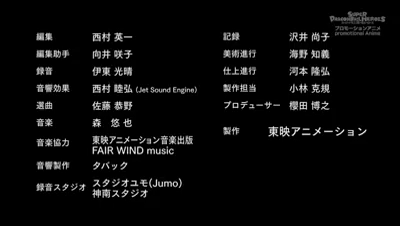 SUPER
DRAGONBALL HEROES
プロモーションアニメ
promotional Anime
編集 西村 英一
編集助手 向井 咲子
録音 伊東 光晴
音響効果 西村 睦弘 (Jet Sound Engine)
選曲 佐藤 恭野
音楽 森 悠也
音楽協力 東映アニメーション音楽出版
FAIR WIND music
音響製作 タバック
録音スタジオ スタジオユモ(Jumo)
神南スタジオ
記録 沢井 尚子
美術進行 海野 知義
仕上進行 河本 隆弘
製作担当 小林 克規
プロデューサー 櫻田 博之
製作 東映アニメーション